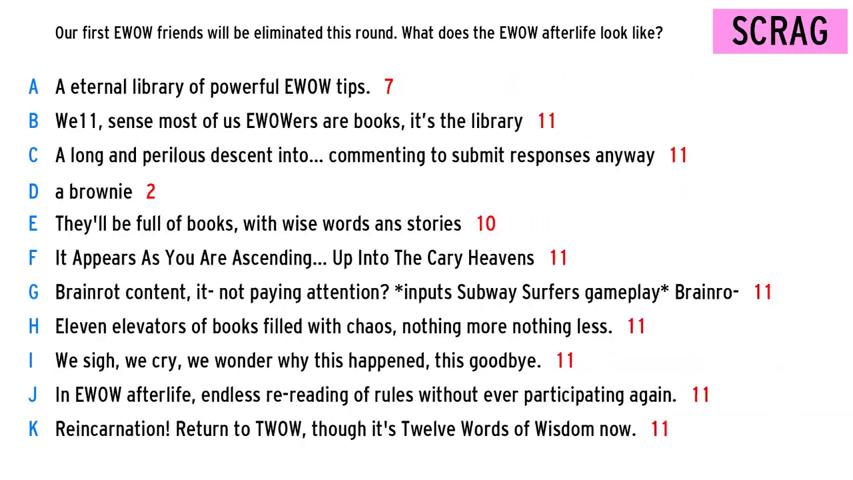 Our first EWOW friends will be eliminated this round. What does the EWOW afterlife look like?
SCRAG
A A eternal library of powerful EWOW tips. 7
B We11, sense most of us EWOWers are books, it's the library 11
C A long and perilous descent into... commenting to submit responses anyway 11
D a brownie 2
E They'll be full of books, with wise words ans stories 10
F It Appears As You Are Ascending... Up Into The Cary Heavens 11
G Brainrot content, it- not paying attention? *inputs Subway Surfers gameplay* Brainro- 11
H Eleven elevators of books filled with chaos, nothing more nothing less. 11
I We sigh, we cry, we wonder why this happened, this goodbye. 11
J In EWOW afterlife, endless re-reading of rules without ever participating again. 11
K Reincarnation! Return to TWOW, though it's Twelve Words of Wisdom now. 11